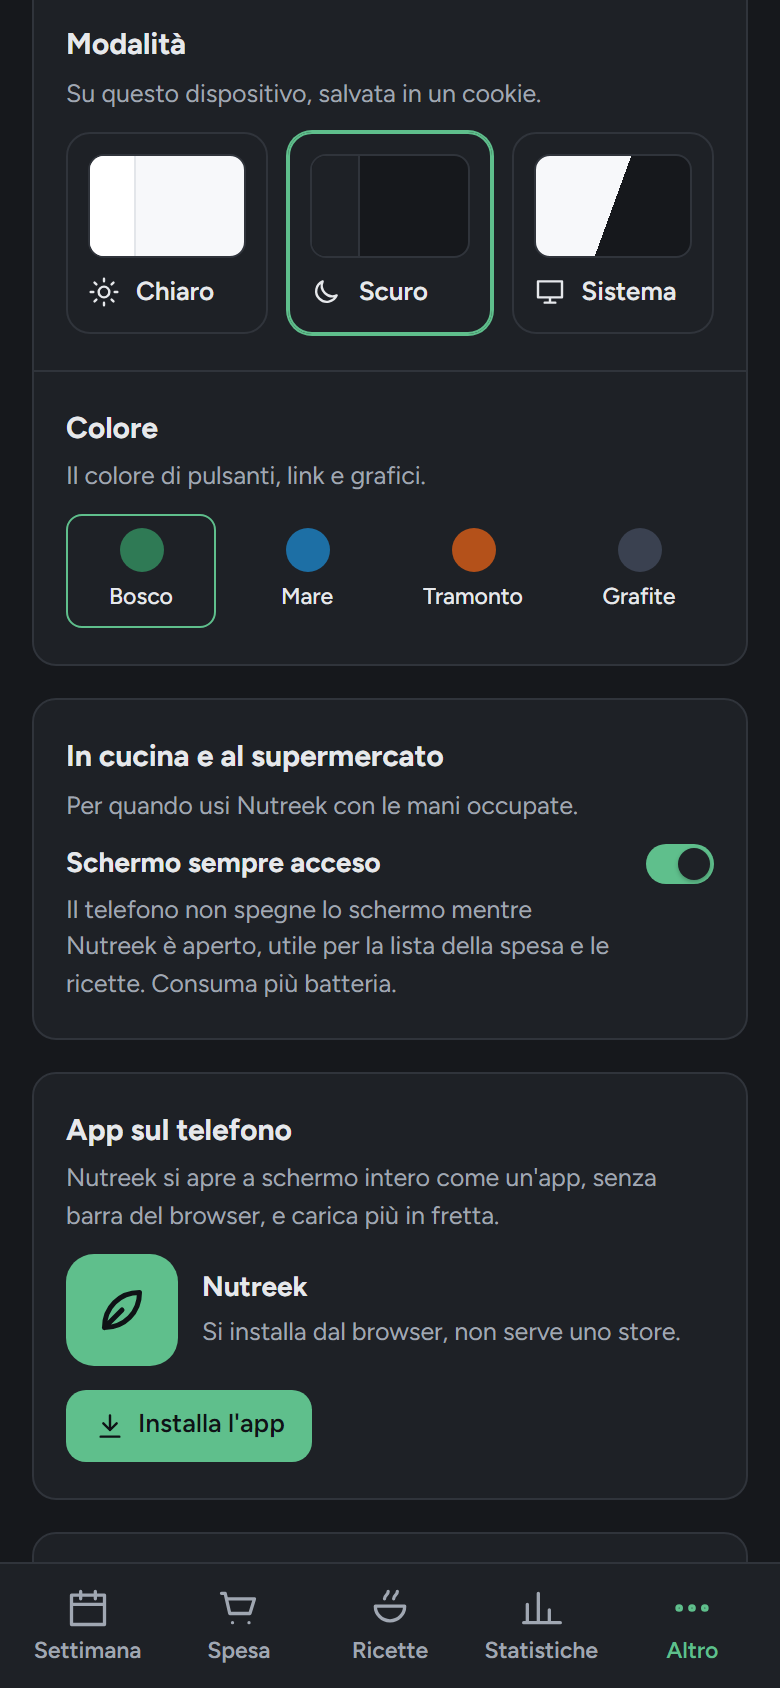 Modalità
Su questo dispositivo, salvata in un cookie.
Chiaro
Scuro
Sistema
Colore
Il colore di pulsanti, link e grafici.
Bosco
Mare
Tramonto
Grafite
In cucina e al supermercato
Per quando usi Nutreek con le mani occupate.
Schermo sempre acceso
Il telefono non spegne lo schermo mentre
Nutreek è aperto, utile per la lista della spesa e le
ricette. Consuma più batteria.
App sul telefono
Nutreek si apre a schermo intero come un'app, senza
barra del browser, e carica più in fretta.
Nutreek
Si installa dal browser, non serve uno store.
Installa l'app
Settimana
Spesa
Ricette
Statistiche
Altro